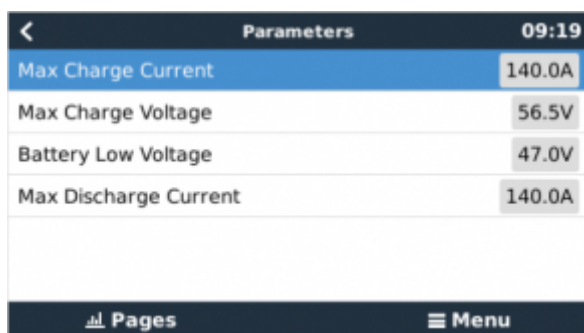 Parameters 09:19
Max Charge Current 140.0A
Max Charge Voltage 56.5V
Battery Low Voltage 47.0V
Max Discharge Current 140.0A
Pages Menu